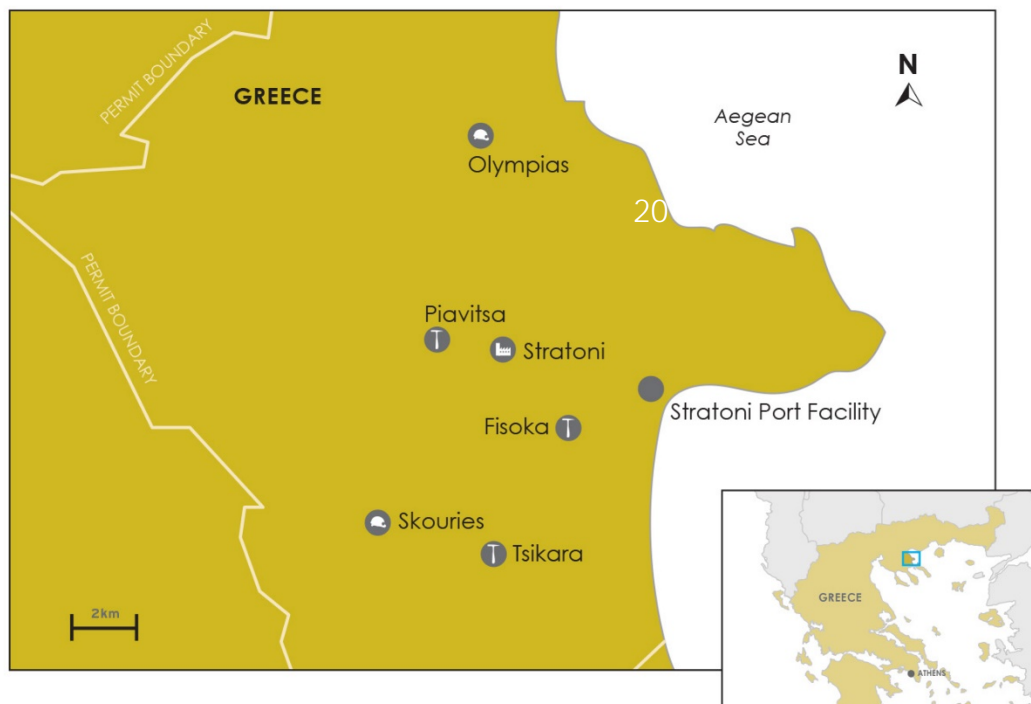 PERMIT BOUNDARY
GREECE
N
Aegean
Sea
Olympias
20
PERMIT BOUNDARY
Piavitsa
Stratoni
Stratoni Port Facility
Fisoka
Skouries
Tsikara
2km
GREECE
ATHENS